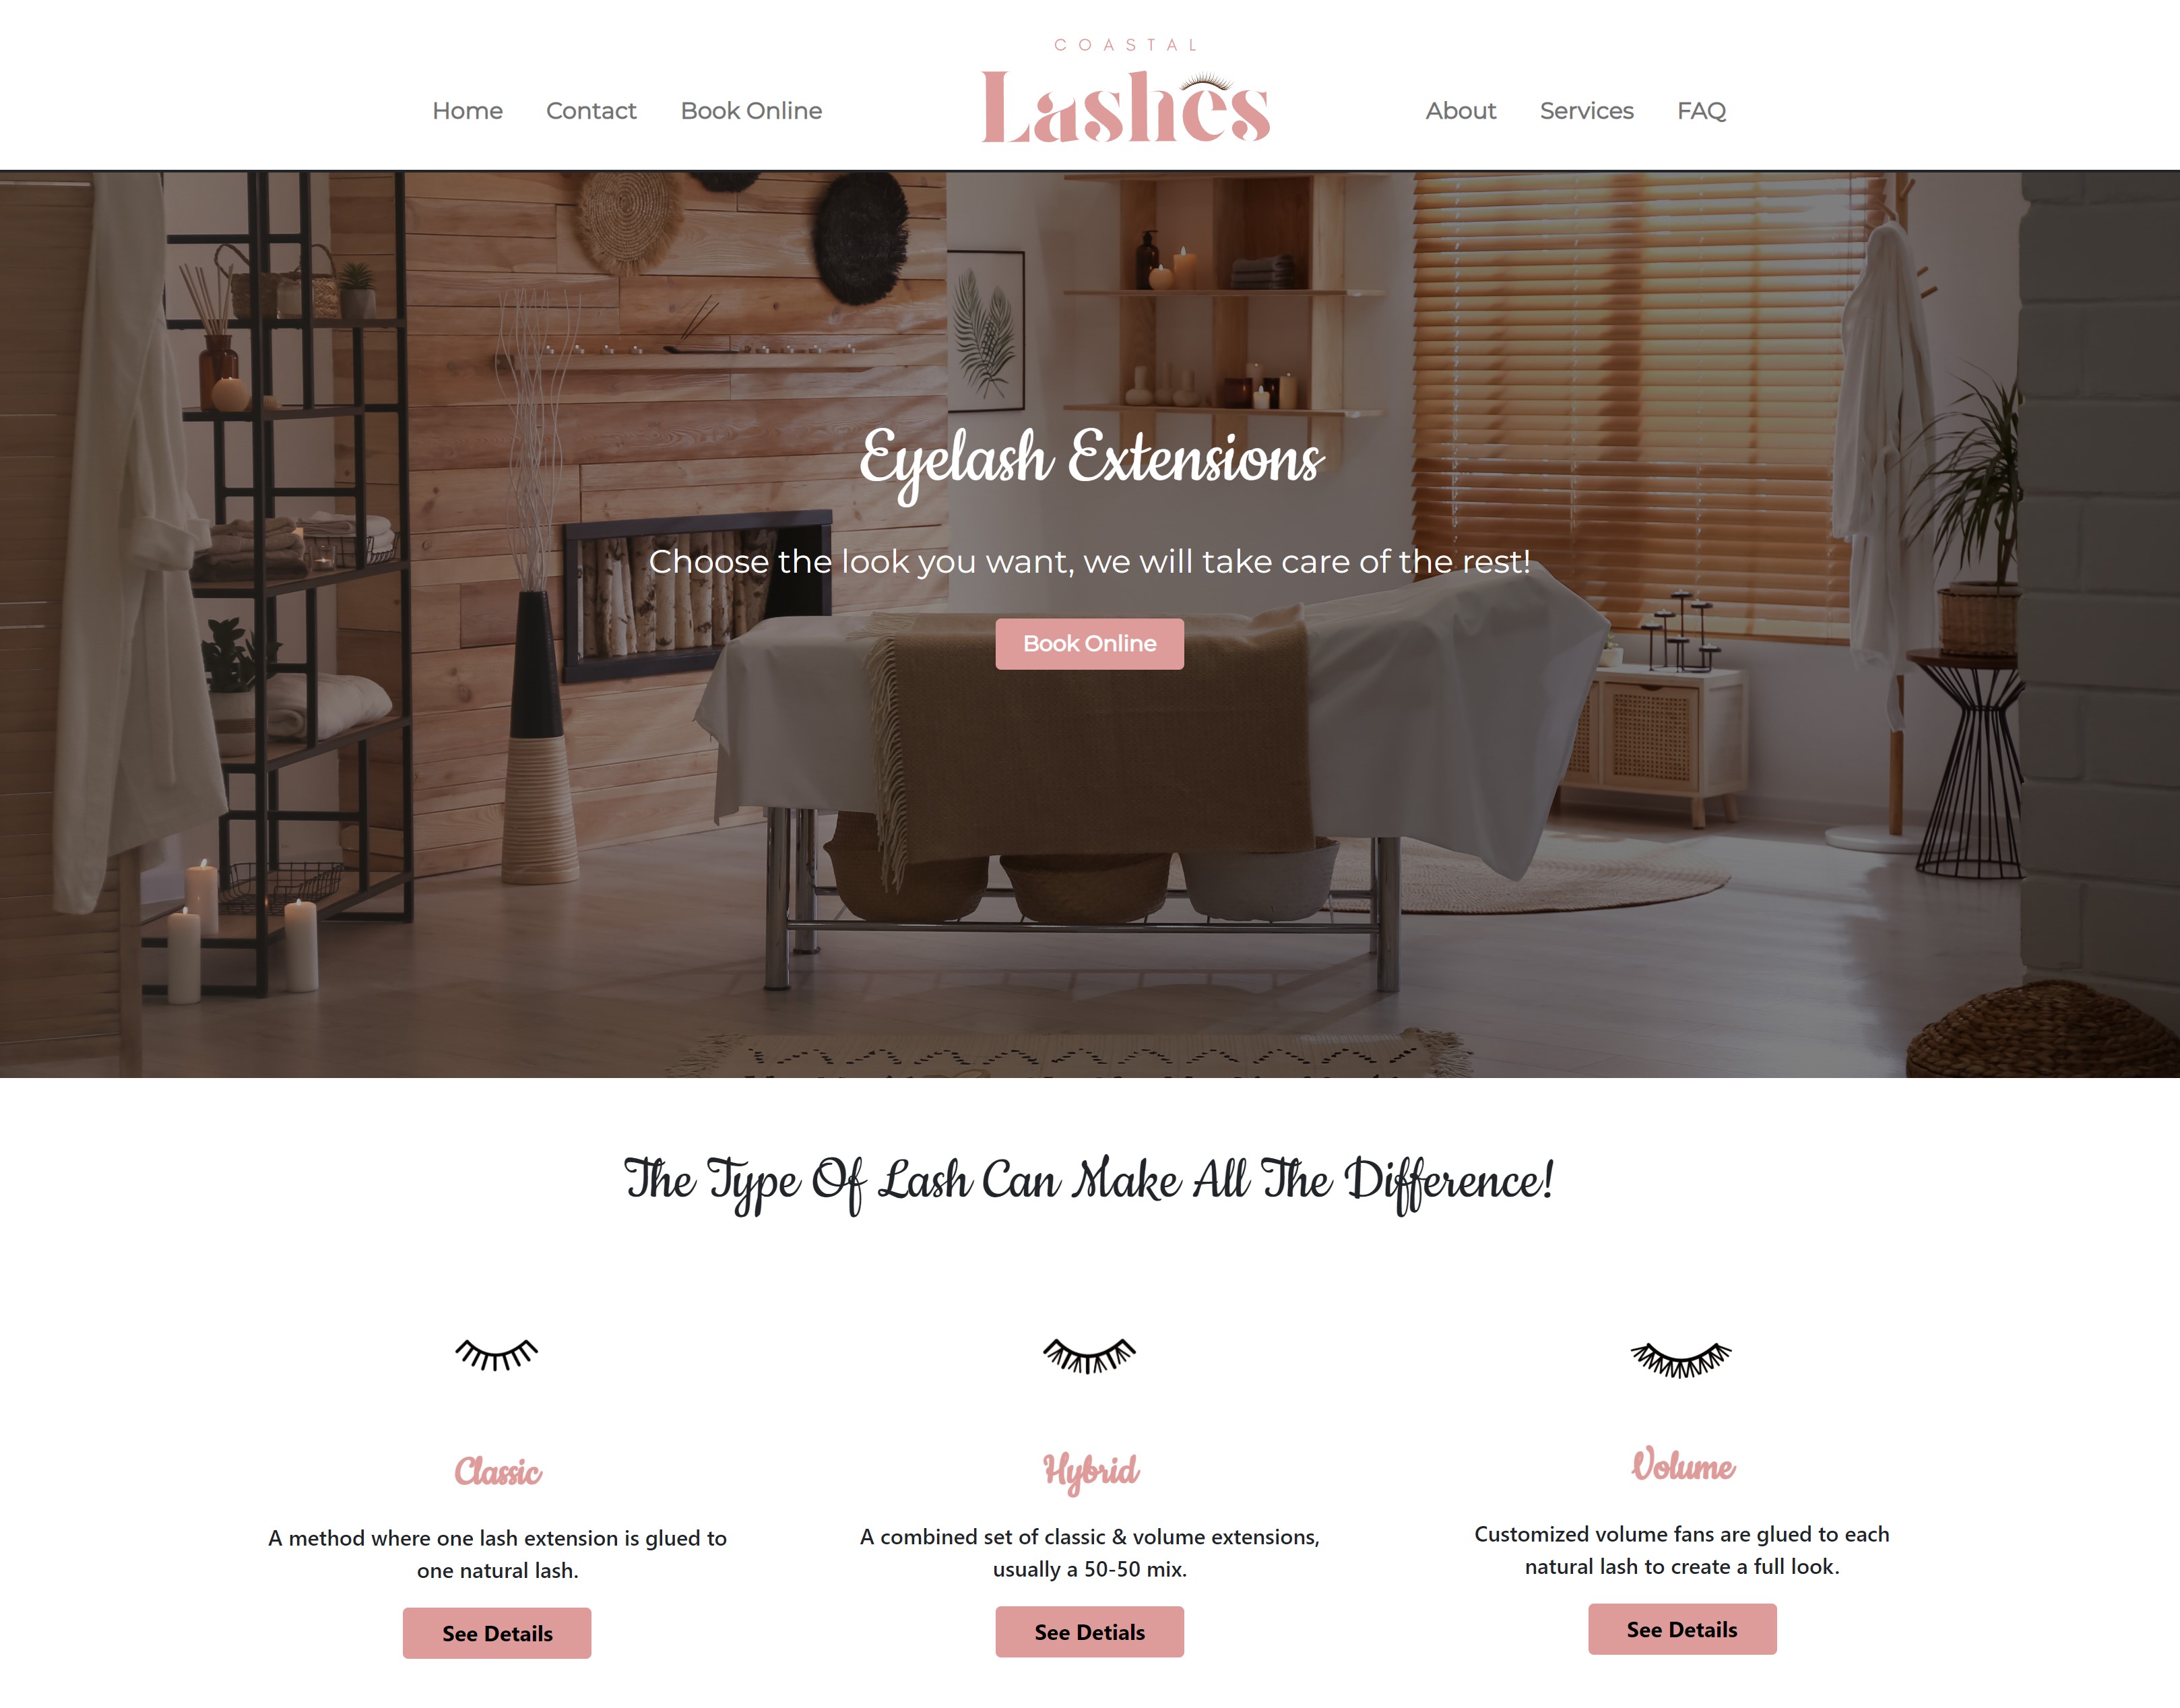 COASTAL
Lashes
Home Contact Book Online
About Services FAQ
Eyelash Extensions
Choose the look you want, we will take care of the rest!
Book Online
The Type Of Lash Can Make All The Difference!
Classic
A method where one lash extension is glued to
one natural lash.
See Details
Hybrid
A combined set of classic & volume extensions,
usually a 50-50 mix.
See Detials
Volume
Customized volume fans are glued to each
natural lash to create a full look.
See Details